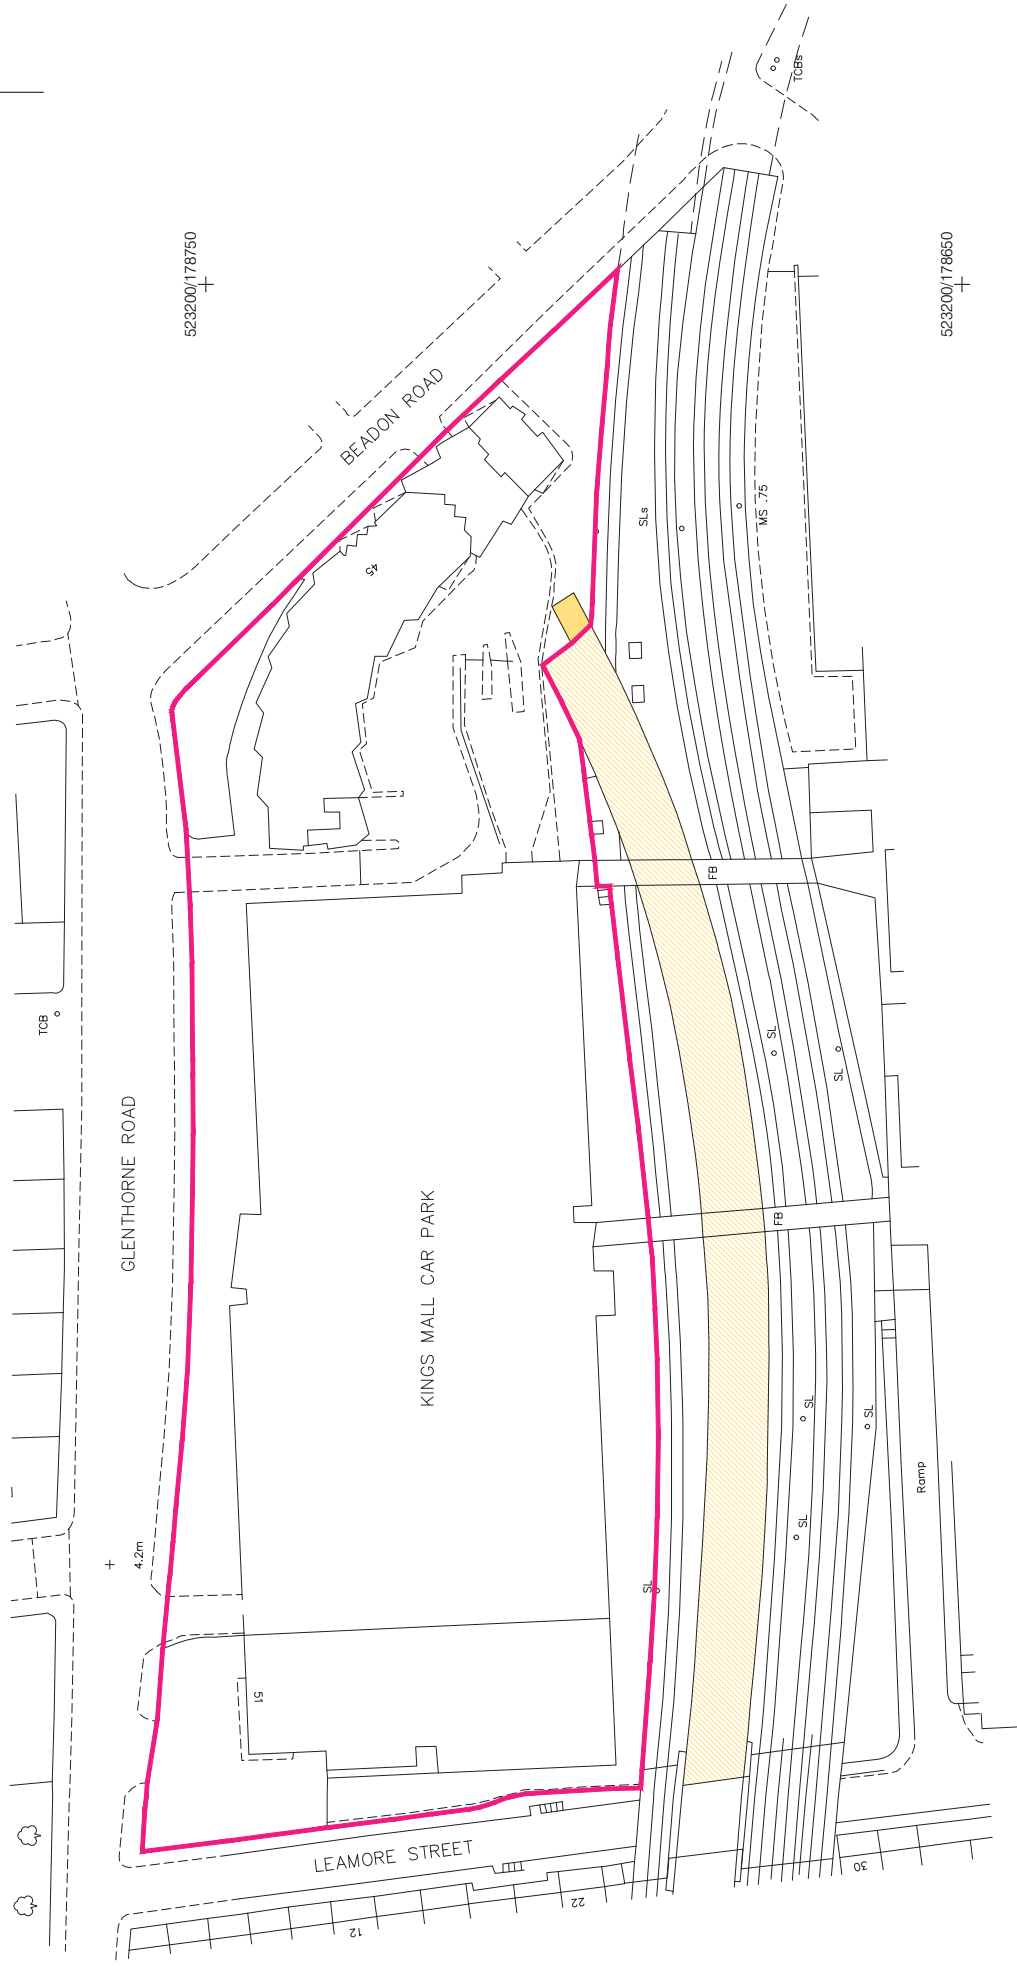 TCBs
523200/178750
523200/178650
BEADON ROAD
SLs
MS .75
45
FB
TCB
SL
SL
GLENTHORNE ROAD
KINGS MALL CAR PARK
FB
SL
SL
Ramp
SL
4.2m
SL
51
LEAMORE STREET
30
22
12